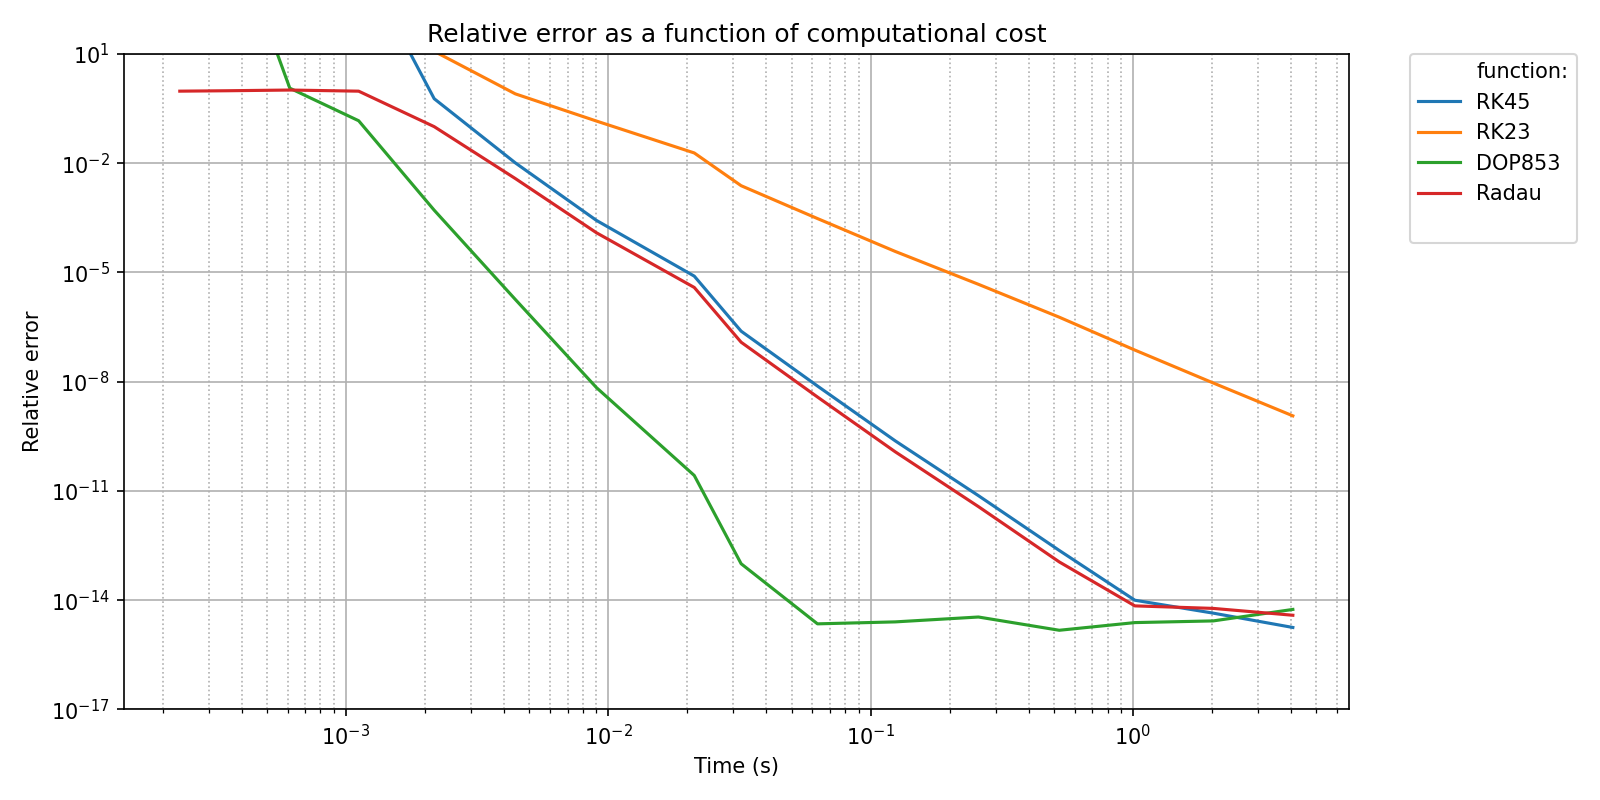 Relative error as a function of computational cost
10^1
10^-2
10^-5
10^-8
10^-11
10^-14
10^-17
Relative error
10^-3
10^-2
10^-1
10^0
Time (s)
function:
RK45
RK23
DOP853
Radau